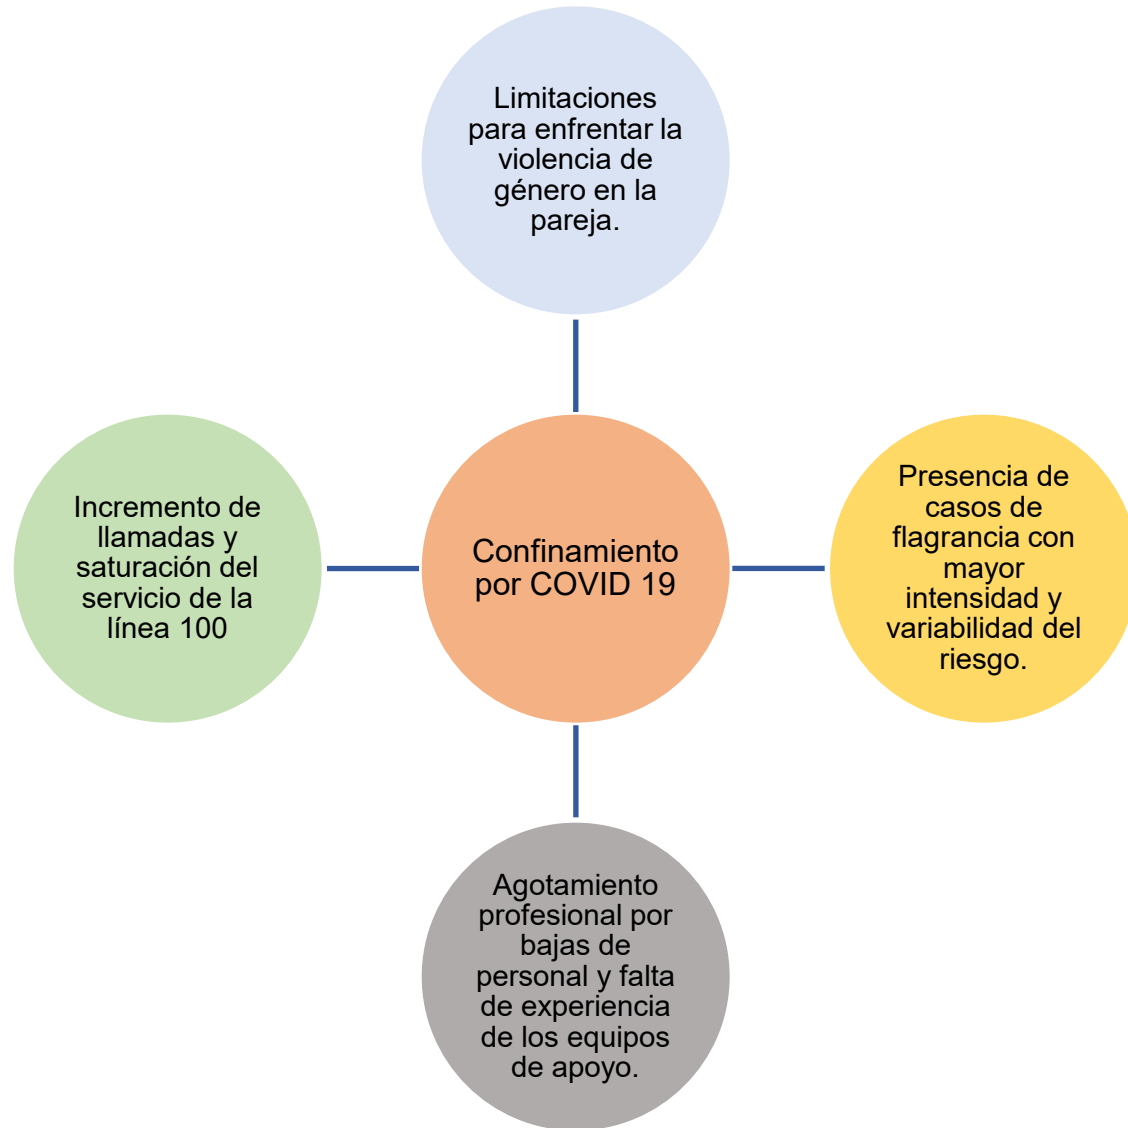 Limitaciones
para enfrentar la
violencia de
género en la
pareja.
Incremento de
llamadas y
saturación del
servicio de la
línea 100
Confinamiento
por COVID 19
Presencia de
casos de
flagrancia con
mayor
intensidad y
variabilidad del
riesgo.
Agotamiento
profesional por
bajas de
personal y falta
de experiencia
de los equipos
de apoyo.